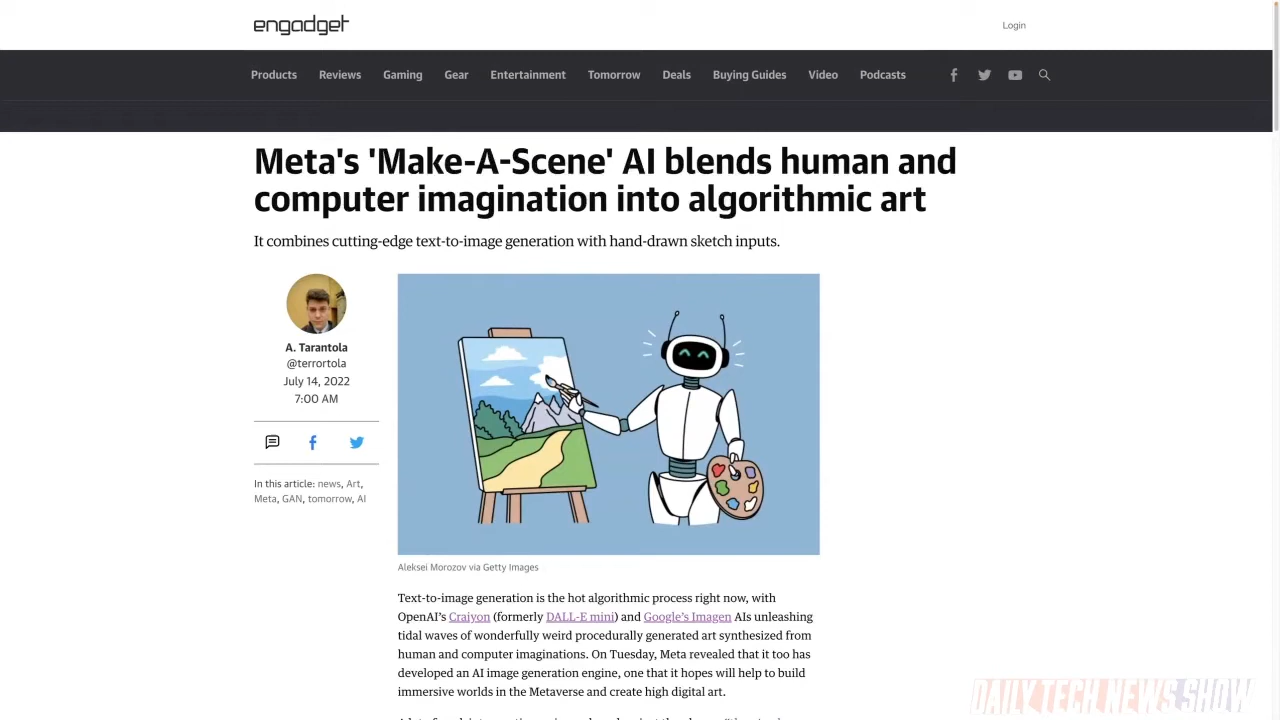 engadget
Login
Products Reviews Gaming Gear Entertainment Tomorrow Deals Buying Guides Video Podcasts
Meta's 'Make-A-Scene' AI blends human and
computer imagination into algorithmic art
It combines cutting-edge text-to-image generation with hand-drawn sketch inputs.
A. Tarantola
@terrortola
July 14, 2022
7:00 AM
In this article: news, Art,
Meta, GAN, tomorrow, AI
Aleksei Morozov via Getty Images
Text-to-image generation is the hot algorithmic process right now, with
OpenAI’s Craiyon (formerly DALL-E mini) and Google’s Imagen AIs unleashing
tidal waves of wonderfully weird procedurally generated art synthesized from
human and computer imaginations. On Tuesday, Meta revealed that it too has
developed an AI image generation engine, one that it hopes will help to build
immersive worlds in the Metaverse and create high digital art.
DAILY TECH NEWS SHOW